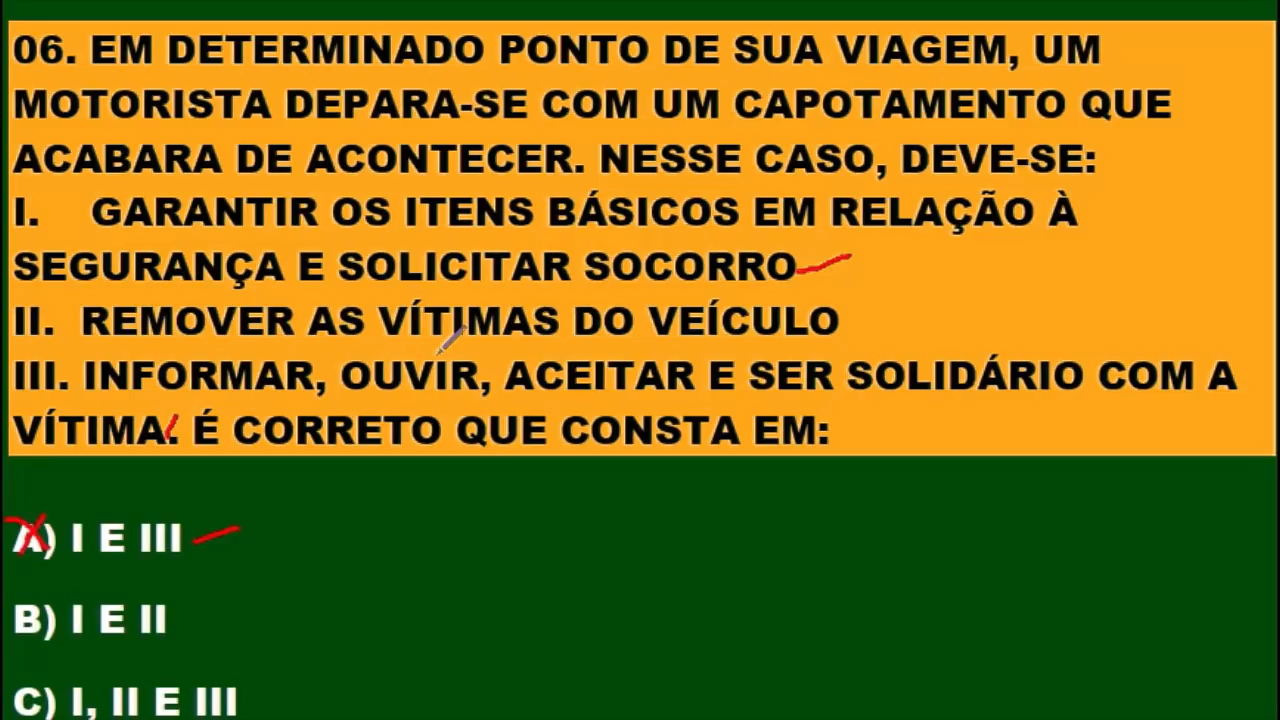 06. EM DETERMINADO PONTO DE SUA VIAGEM, UM
MOTORISTA DEPARA-SE COM UM CAPOTAMENTO QUE
ACABARA DE ACONTECER. NESSE CASO, DEVE-SE:
I. GARANTIR OS ITENS BÁSICOS EM RELAÇÃO À
SEGURANÇA E SOLICITAR SOCORRO
II. REMOVER AS VÍTIMAS DO VEÍCULO
III. INFORMAR, OUVIR, ACEITAR E SER SOLIDÁRIO COM A
VÍTIMA. É CORRETO QUE CONSTA EM:
A) I E III
B) I E II
C) I, II E III